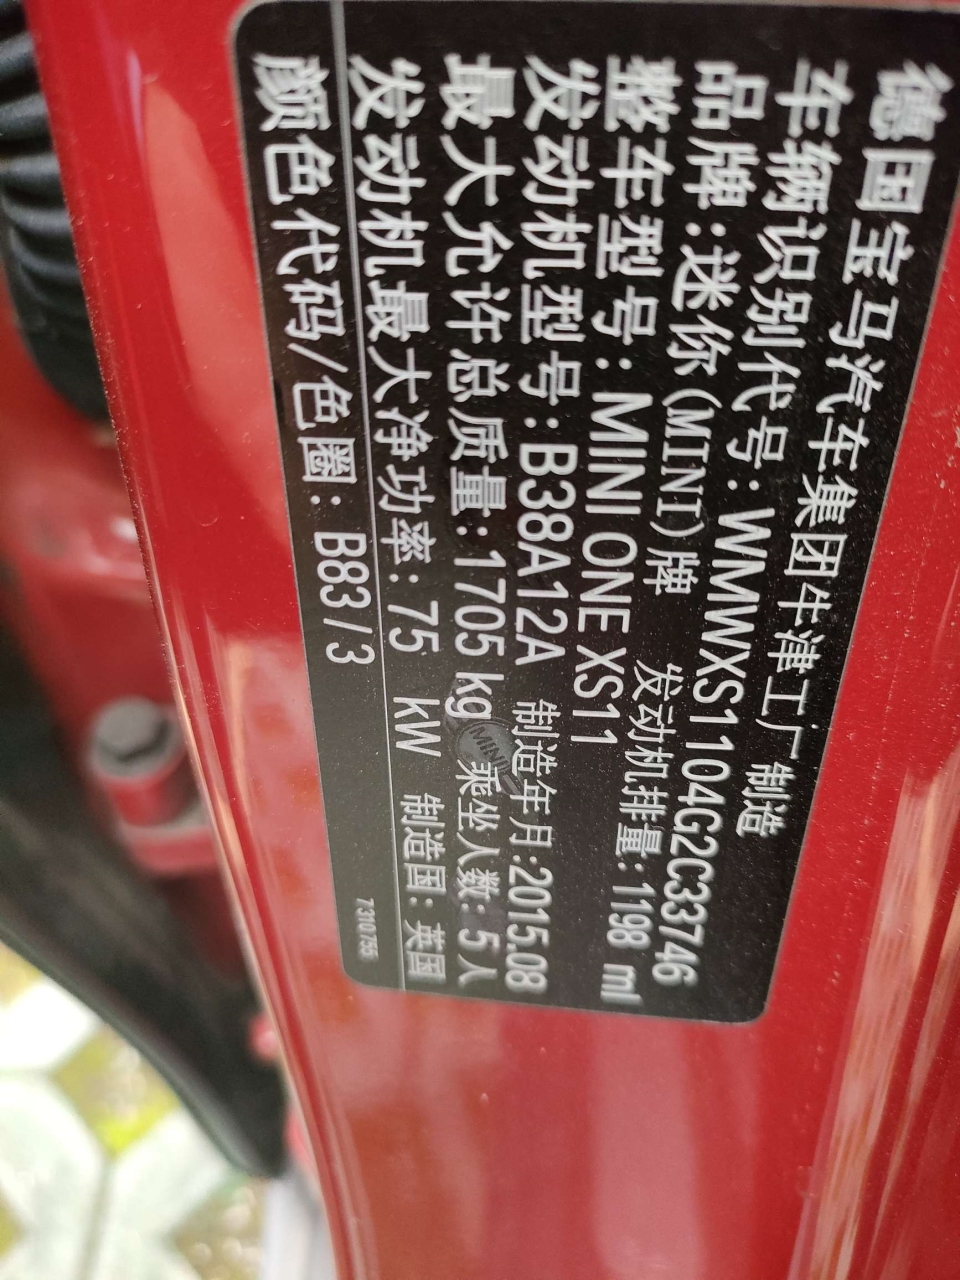 德国宝马汽车集团牛津工厂制造
车辆识别代号：WMWXS1104G2C33746
品牌：迷你(MINI)牌 发动机排量：1198 ml
整车型号：MINI ONE XS11
发动机型号：B38A12A 制造年月：2015.08
最大允许总质量：1705 kg 乘坐人数：5人
MINI
发动机最大净功率：75 kW 制造国：英国
颜色代码/色圈：B83/3
7 310 755